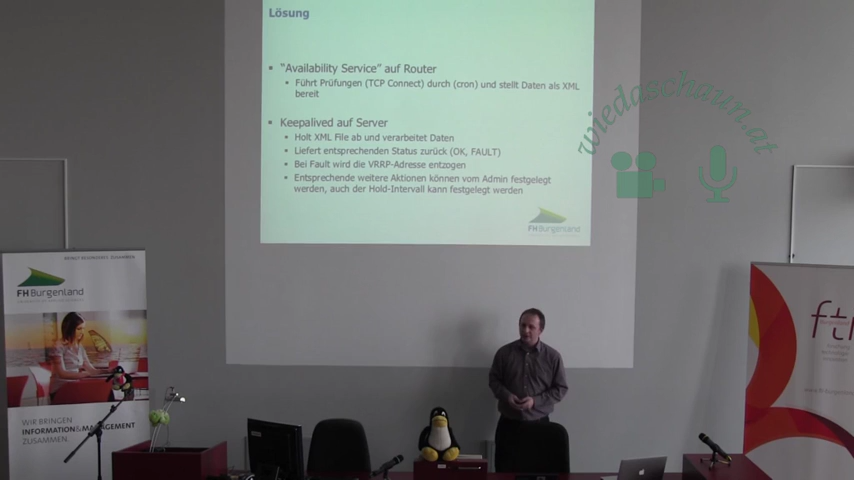 Lösung
▪ "Availability Service" auf Router
▪ Führt Prüfungen (TCP Connect) durch (cron) und stellt Daten als XML
bereit
▪ Keepalived auf Server
▪ Holt XML File ab und verarbeitet Daten
▪ Liefert entsprechenden Status zurück (OK, FAULT)
▪ Bei Fault wird die VRRP-Adresse entzogen
▪ Entsprechende weitere Aktionen können vom Admin festgelegt
werden, auch der Hold-Intervall kann festgelegt werden
FH Burgenland
wiedaschaun.at
FH Burgenland
WIR BRINGEN
INFORMATION&MANAGEMENT
ZUSAMMEN